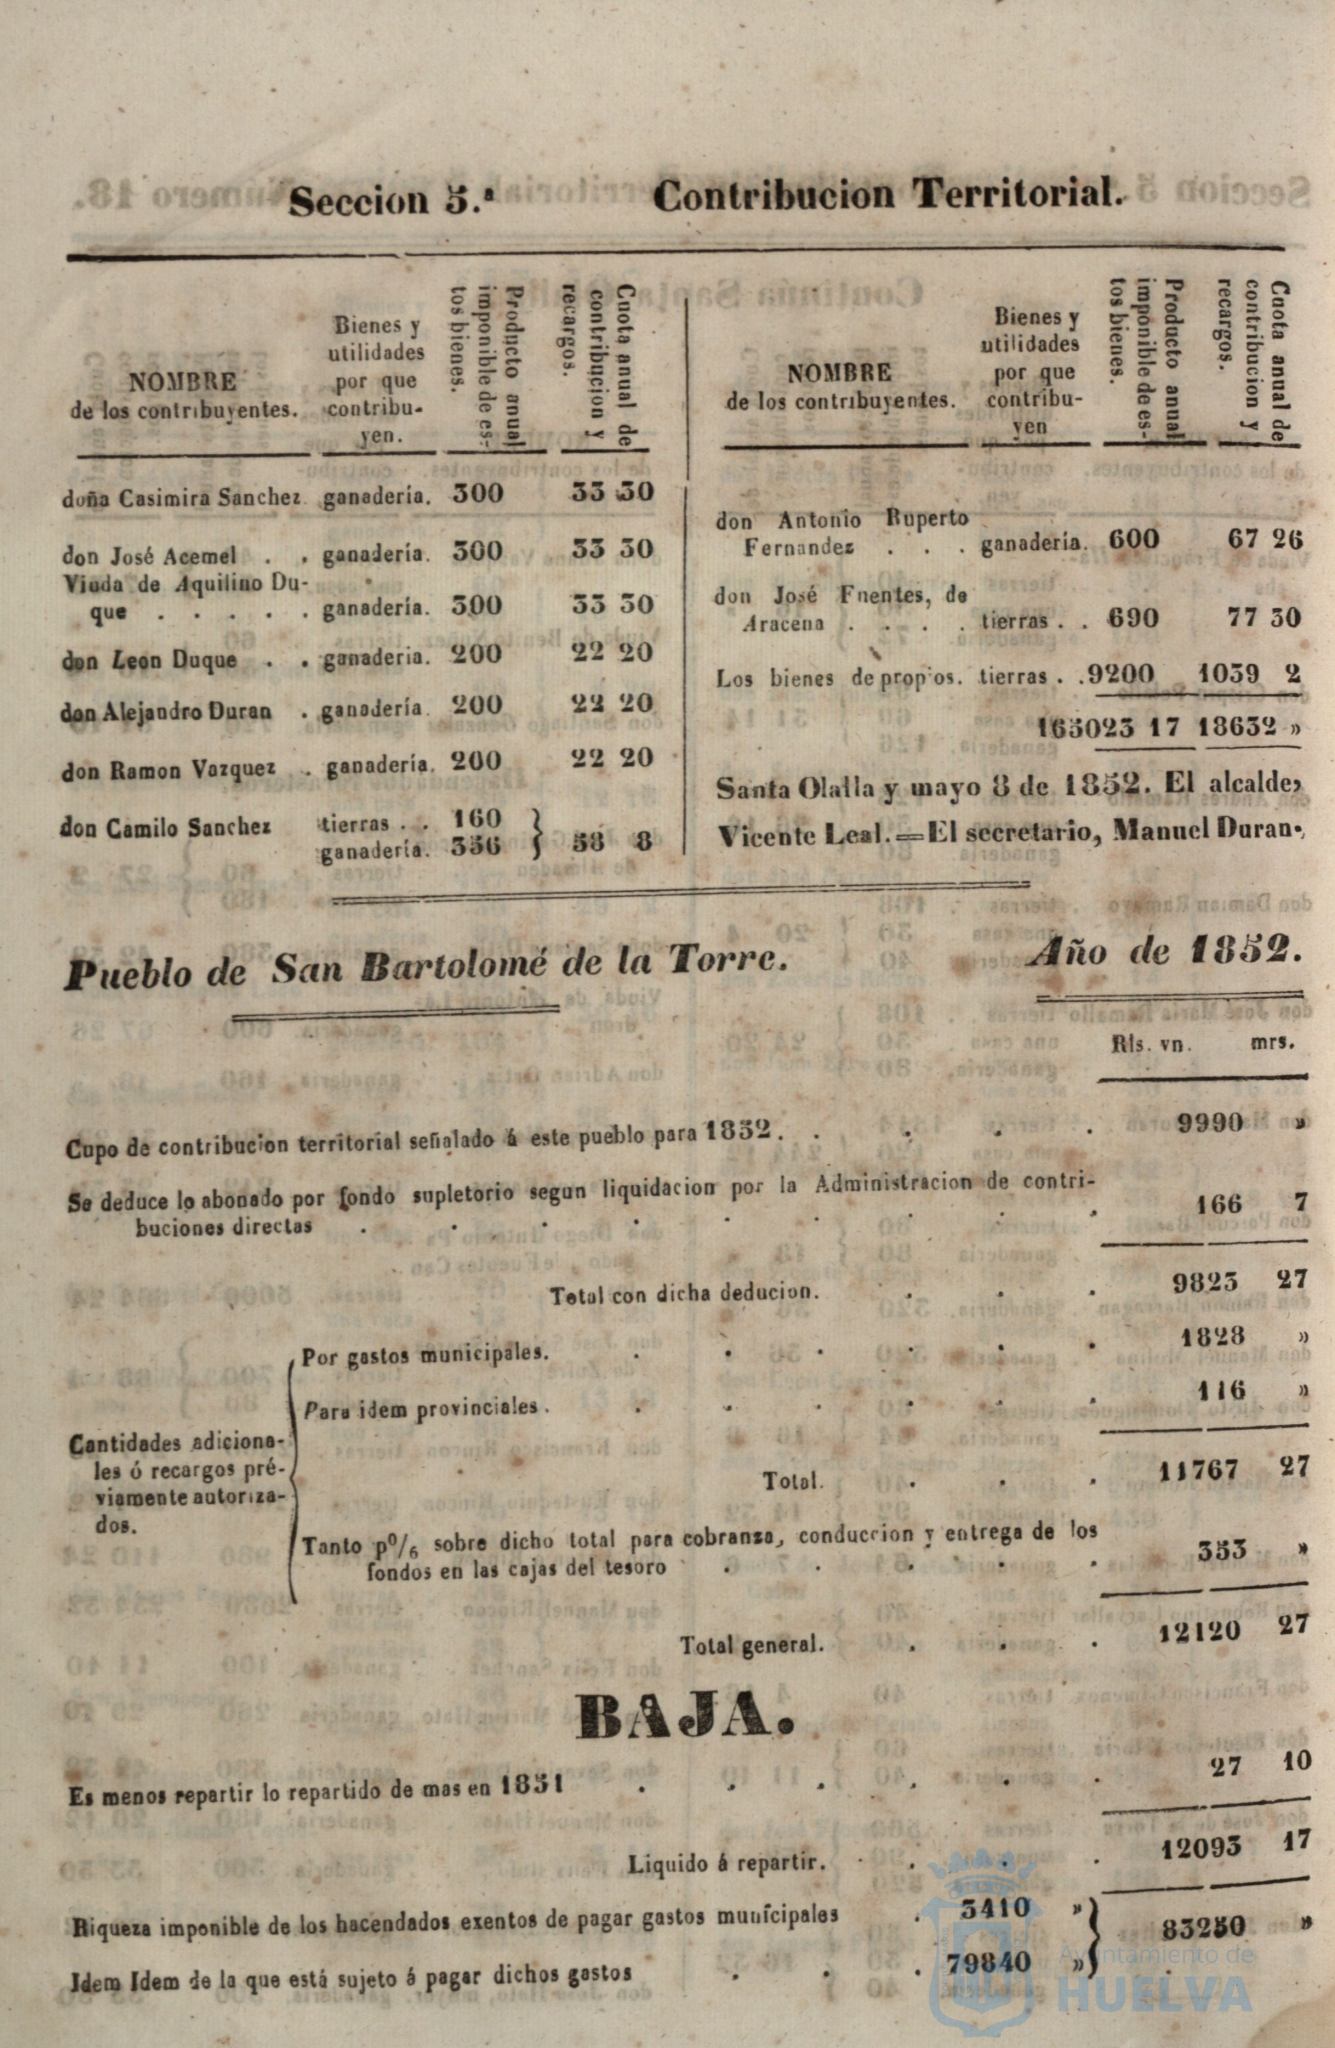 Seccion 5.ª Contribucion Territorial.
NOMBRE
de los contribuyentes.
Bienes y
utilidades
por que
contribu-
yen.
Producto anual
imponible de es-
tos bienes.
Cuota anual de
contribucion y
recargos.
doña Casimira Sanchez ganadería. 300 33 30
don José Acemel . . ganadería. 300 33 30
Viuda de Aquilino Du-
que . . . . . ganadería. 300 33 30
don Leon Duque . . ganaderia. 200 22 20
don Alejandro Duran . ganadería. 200 22 20
don Ramon Vazquez . ganadería. 200 22 20
don Camilo Sanchez tierras . . 160
ganadería. 356 } 58 8
NOMBRE
de los contribuyentes.
Bienes y
utilidades
por que
contribu-
yen
Producto anual
imponible de es-
tos bienes.
Cuota anual de
contribucion y
recargos.
don Antonio Ruperto
Fernandez . . . ganadería. 600 67 26
don José Fuentes, de
Aracena . . . . tierras . . 690 77 30
Los bienes de propios. tierras . . 9200 1039 2
165023 17 18632 »
Santa Olalla y mayo 8 de 1852. El alcalde,
Vicente Leal.=El secretario, Manuel Duran.
Pueblo de San Bartolomé de la Torre. Año de 1852.
Rls. vn. mrs.
Cupo de contribucion territorial señalado á este pueblo para 1852. . . . . 9990 »
Se deduce lo abonado por fondo supletorio segun liquidacion por la Administracion de contri-
buciones directas . . . . . . . . . 166 7
Total con dicha deducion. . . . 9823 27
Cantidades adiciona-
les ó recargos pré-
viamente autoriza-
dos.
Por gastos municipales. . . . . . . 1828 »
Para idem provinciales . . . . . . . 116 »
Total. . . . 11767 27
Tanto p%6 sobre dicho total para cobranza, conduccion y entrega de los
fondos en las cajas del tesoro . . . . . 353 »
Total general. . . . 12120 27
BAJA.
Es menos repartir lo repartido de mas en 1851 . . . . . . 27 10
Liquido á repartir. . . . 12093 17
Riqueza imponible de los hacendados exentos de pagar gastos municipales . 3410 » } 83250 »
Idem Idem de la que está sujeto á pagar dichos gastos . . . 79840 »
Ayuntamiento de
HUELVA